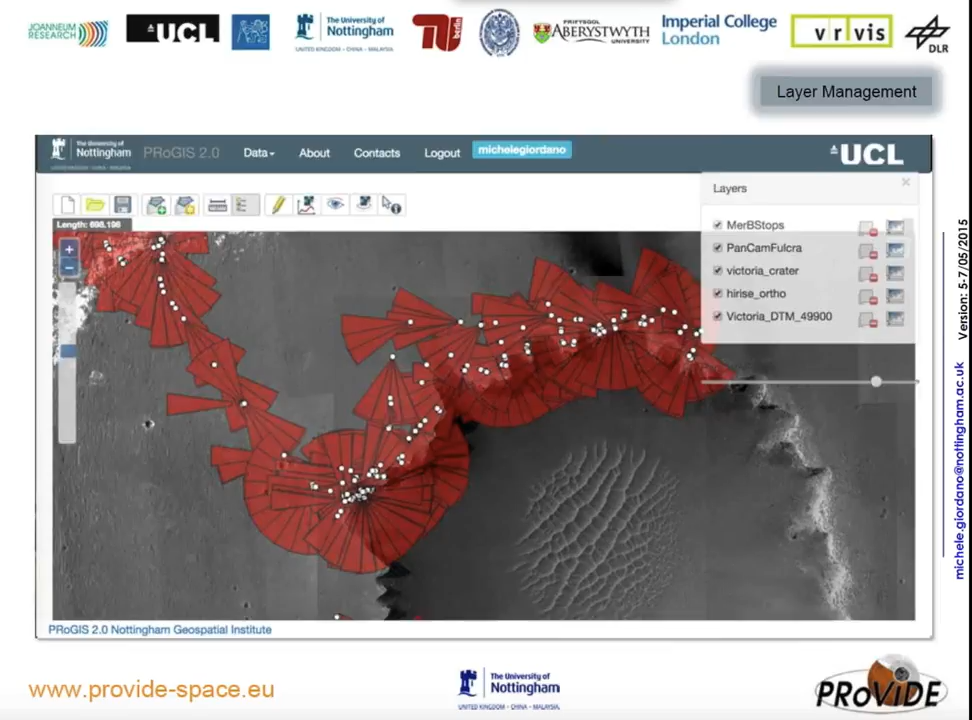 JOANNEUM
RESEARCH
UCL
The University of
Nottingham
UNITED KINGDOM · CHINA · MALAYSIA
berlin
PRIFYSGOL
ABERYSTWYTH
UNIVERSITY
Imperial College
London
vrvis
DLR
Layer Management
The University of
Nottingham
PRoGIS 2.0
Data
About
Contacts
Logout
michelegiordano
UCL
Layers
×
Length: 698.196
+
−
MerBStops
PanCamFulcra
victoria_crater
hirise_ortho
Victoria_DTM_49900
PRoGIS 2.0 Nottingham Geospatial Institute
michele.giordano@nottingham.ac.uk
Version: 5-7/05/2015
www.provide-space.eu
The University of
Nottingham
UNITED KINGDOM · CHINA · MALAYSIA
PRoViDE